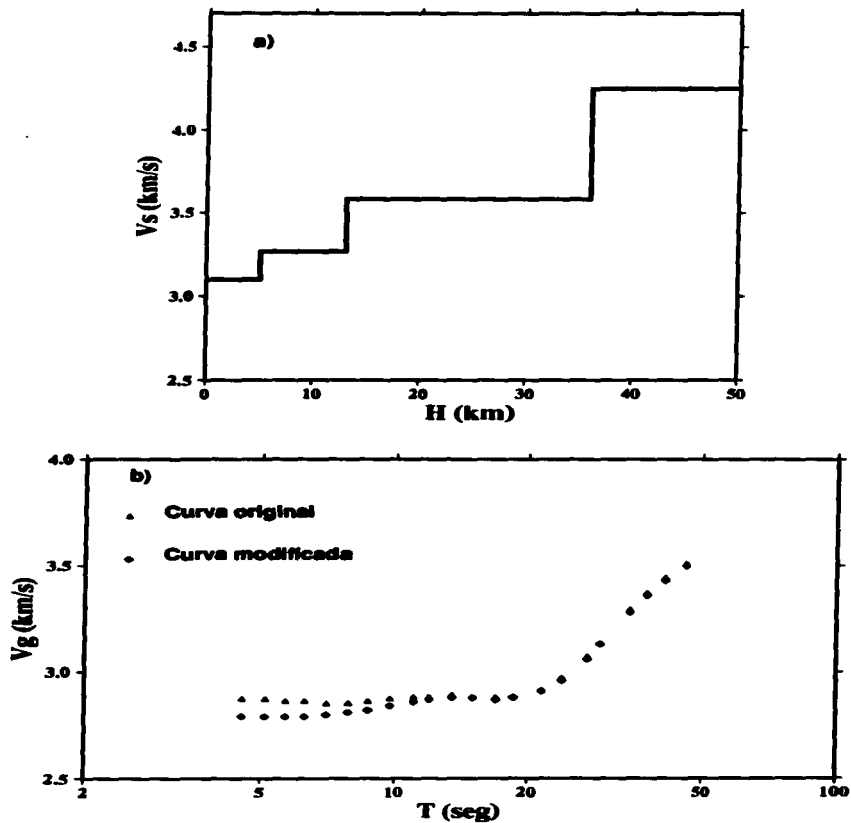 a)
4.5
4.0
3.5
3.0
2.5
Vs (km/s)
0 10 20 30 40 50
H (km)
b)
Curva original
Curva modificada
4.0
3.5
3.0
2.5
Vg (km/s)
2 5 10 20 50 100
T (seg)